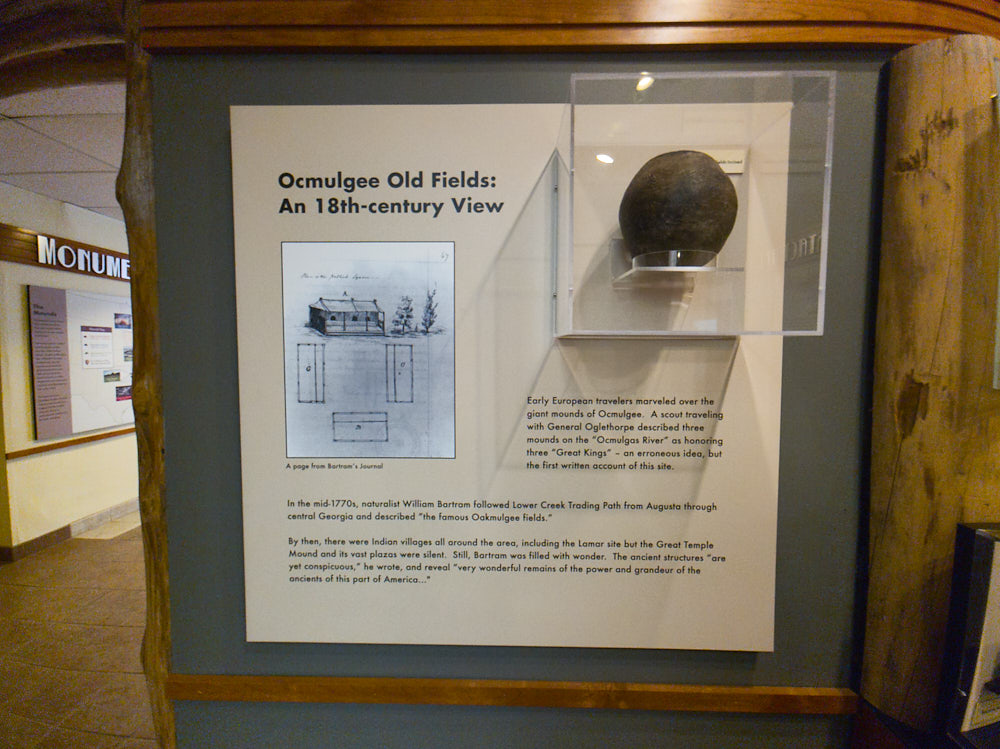 Ocmulgee Old Fields:
An 18th-century View
67
A page from Bartram's Journal
Early European travelers marveled over the
giant mounds of Ocmulgee. A scout traveling
with General Oglethorpe described three
mounds on the "Ocmulgas River" as honoring
three "Great Kings" – an erroneous idea, but
the first written account of this site.
In the mid-1770s, naturalist William Bartram followed Lower Creek Trading Path from Augusta through
central Georgia and described "the famous Oakmulgee fields."
By then, there were Indian villages all around the area, including the Lamar site but the Great Temple
Mound and its vast plazas were silent. Still, Bartram was filled with wonder. The ancient structures "are
yet conspicuous," he wrote, and reveal "very wonderful remains of the power and grandeur of the
ancients of this part of America..."
MONUME
The